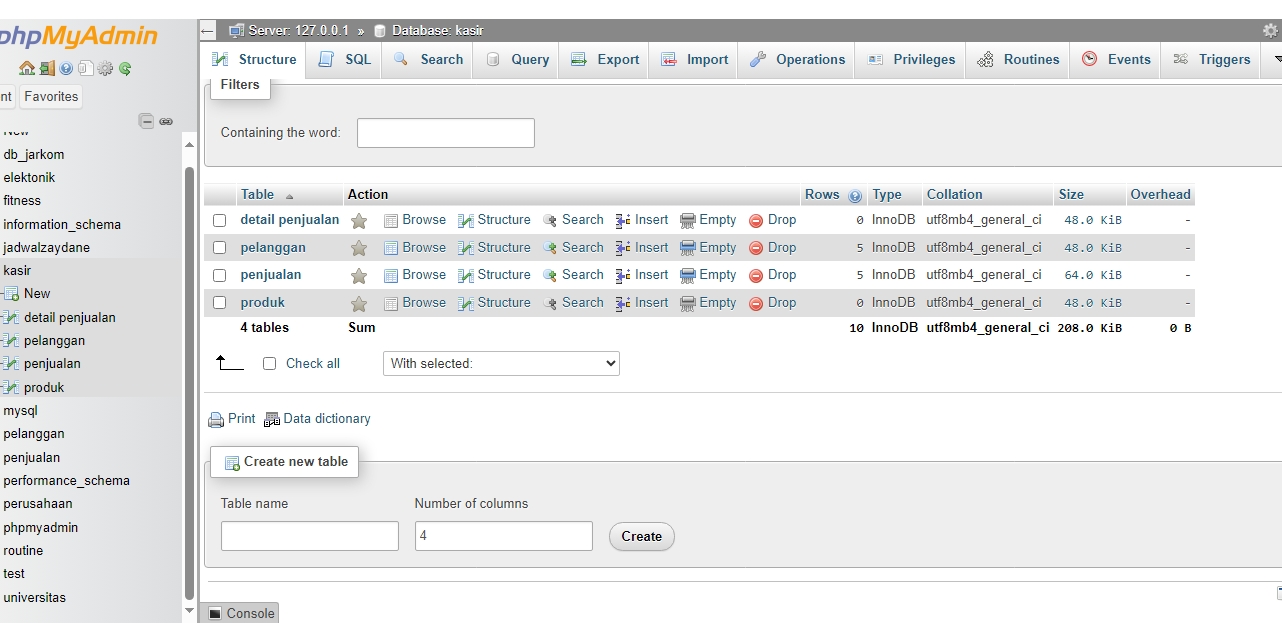 phpMyAdmin
nt Favorites
New
db_jarkom
elektonik
fitness
information_schema
jadwalzaydane
kasir
New
detail penjualan
pelanggan
penjualan
produk
mysql
pelanggan
penjualan
performance_schema
perusahaan
phpmyadmin
routine
test
universitas
Server: 127.0.0.1 » Database: kasir
Structure SQL Search Query Export Import Operations Privileges Routines Events Triggers
Filters
Containing the word:
Table Action Rows Type Collation Size Overhead
detail penjualan Browse Structure Search Insert Empty Drop 0 InnoDB utf8mb4_general_ci 48.0 KiB -
pelanggan Browse Structure Search Insert Empty Drop 5 InnoDB utf8mb4_general_ci 48.0 KiB -
penjualan Browse Structure Search Insert Empty Drop 5 InnoDB utf8mb4_general_ci 64.0 KiB -
produk Browse Structure Search Insert Empty Drop 0 InnoDB utf8mb4_general_ci 48.0 KiB -
4 tables Sum 10 InnoDB utf8mb4_general_ci 208.0 KiB 0 B
Check all With selected:
Print Data dictionary
Create new table
Table name Number of columns
4 Create
Console